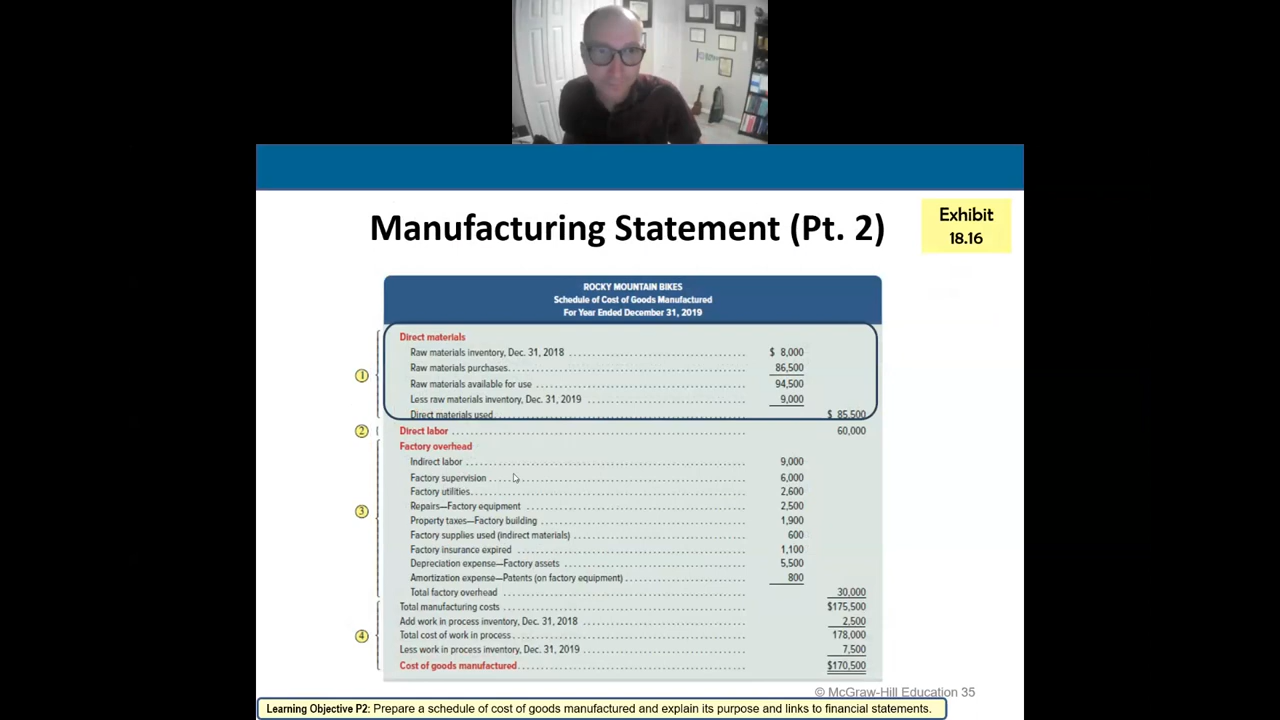 Manufacturing Statement (Pt. 2)
Exhibit
18.16
ROCKY MOUNTAIN BIKES
Schedule of Cost of Goods Manufactured
For Year Ended December 31, 2019
Direct materials
Raw materials inventory, Dec. 31, 2018 $ 8,000
Raw materials purchases. 86,500
1 Raw materials available for use 94,500
Less raw materials inventory, Dec. 31, 2019 9,000
Direct materials used $ 85,500
2 Direct labor 60,000
Factory overhead
Indirect labor 9,000
Factory supervision 6,000
Factory utilities 2,600
Repairs—Factory equipment 2,500
3 Property taxes—Factory building 1,900
Factory supplies used (indirect materials) 600
Factory insurance expired 1,100
Depreciation expense—Factory assets 5,500
Amortization expense—Patents (on factory equipment) 800
Total factory overhead 30,000
Total manufacturing costs $175,500
Add work in process inventory, Dec. 31, 2018 2,500
4 Total cost of work in process 178,000
Less work in process inventory, Dec. 31, 2019 7,500
Cost of goods manufactured $170,500
© McGraw-Hill Education 35
Learning Objective P2: Prepare a schedule of cost of goods manufactured and explain its purpose and links to financial statements.